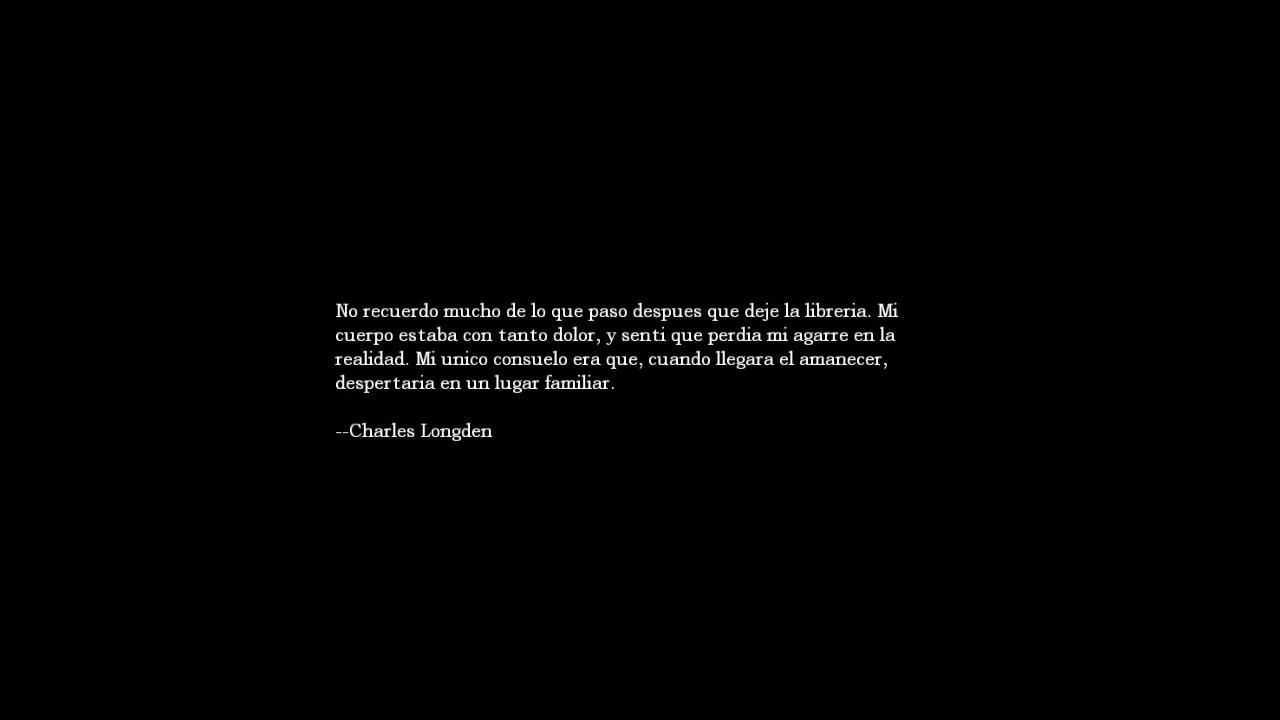 No recuerdo mucho de lo que paso despues que deje la libreria. Mi
cuerpo estaba con tanto dolor, y senti que perdia mi agarre en la
realidad. Mi unico consuelo era que, cuando llegara el amanecer,
despertaria en un lugar familiar.
--Charles Longden